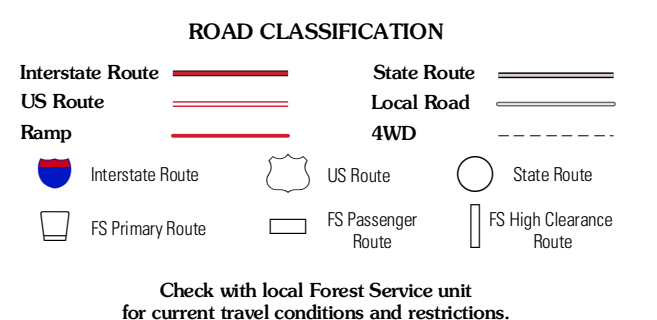 ROAD CLASSIFICATION
Interstate Route
State Route
US Route
Local Road
Ramp
4WD
Interstate Route
US Route
State Route
FS Primary Route
FS Passenger
Route
FS High Clearance
Route
Check with local Forest Service unit
for current travel conditions and restrictions.